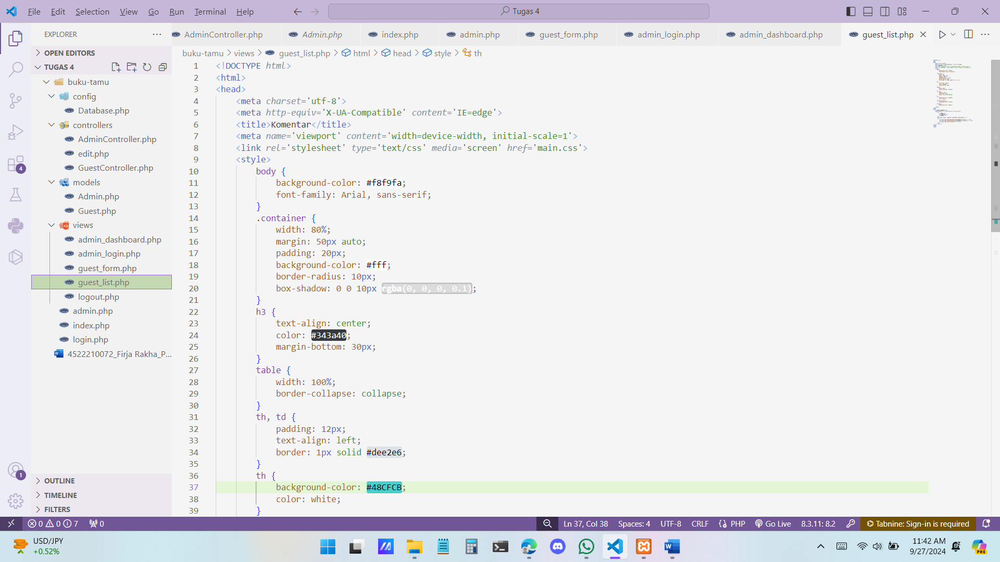 File Edit Selection View Go Run Terminal Help
Tugas 4
EXPLORER
OPEN EDITORS
TUGAS 4
buku-tamu
config
Database.php
controllers
AdminController.php
edit.php
GuestController.php
models
Admin.php
Guest.php
views
admin_dashboard.php
admin_login.php
guest_form.php
guest_list.php
logout.php
admin.php
index.php
login.php
4522210072_Firja Rakha_P...
OUTLINE
TIMELINE
FILTERS
4
1
AdminController.php Admin.php index.php admin.php guest_form.php admin_login.php admin_dashboard.php guest_list.php
buku-tamu > views > guest_list.php > html > head > style > th
1 <!DOCTYPE html>
2 <html>
3 <head>
4 <meta charset='utf-8'>
5 <meta http-equiv='X-UA-Compatible' content='IE=edge'>
6 <title>Komentar</title>
7 <meta name='viewport' content='width=device-width, initial-scale=1'>
8 <link rel='stylesheet' type='text/css' media='screen' href='main.css'>
9 <style>
10 body {
11 background-color: #f8f9fa;
12 font-family: Arial, sans-serif;
13 }
14 .container {
15 width: 80%;
16 margin: 50px auto;
17 padding: 20px;
18 background-color: #fff;
19 border-radius: 10px;
20 box-shadow: 0 0 10px rgba(0, 0, 0, 0.1);
21 }
22 h3 {
23 text-align: center;
24 color: #343a40;
25 margin-bottom: 30px;
26 }
27 table {
28 width: 100%;
29 border-collapse: collapse;
30 }
31 th, td {
32 padding: 12px;
33 text-align: left;
34 border: 1px solid #dee2e6;
35 }
36 th {
37 background-color: #48CFCB;
38 color: white;
39 }
0 0 7 0
Ln 37, Col 38 Spaces: 4 UTF-8 CRLF PHP Go Live 8.3.11: 8.2 Tabnine: Sign-in is required
USD/JPY
+0.52%
11:42 AM
9/27/2024
PRE